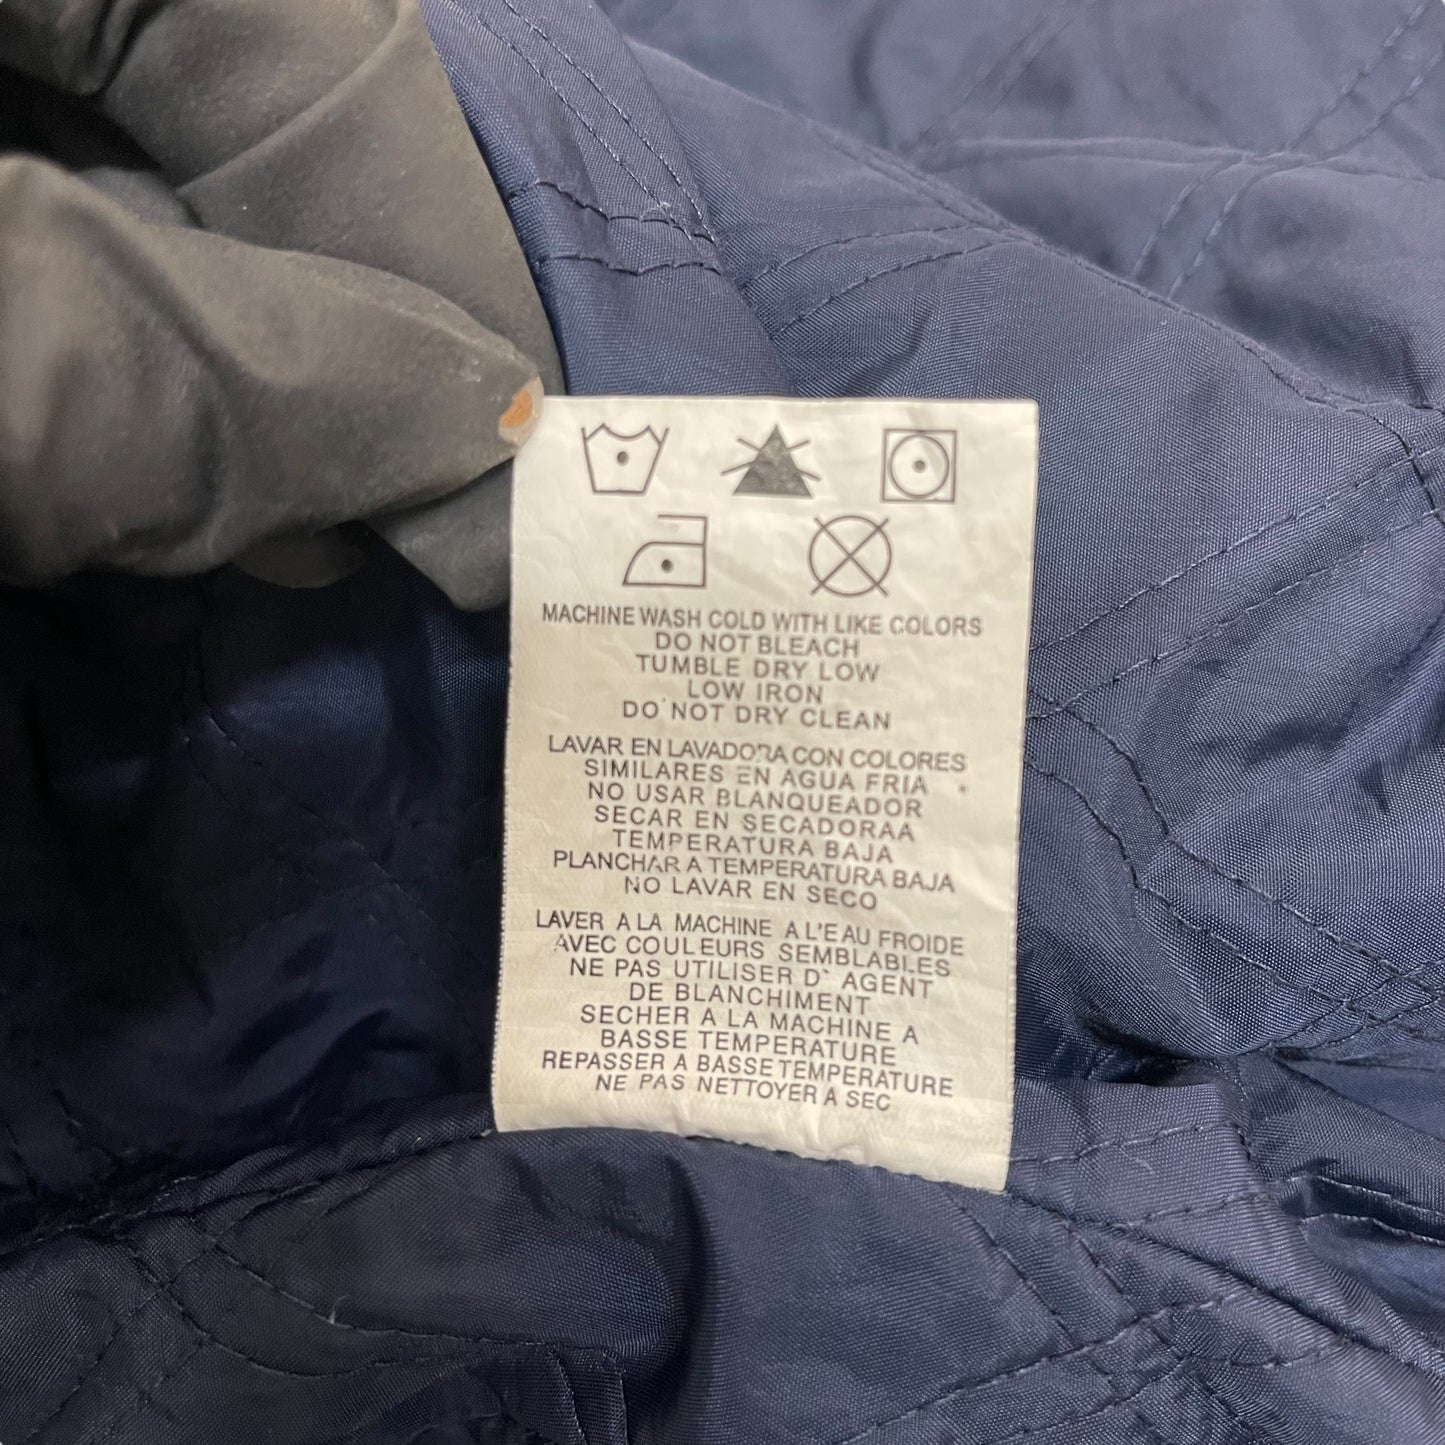 MACHINE WASH COLD WITH LIKE COLORS
DO NOT BLEACH
TUMBLE DRY LOW
LOW IRON
DO NOT DRY CLEAN
LAVAR EN LAVADORA CON COLORES
SIMILARES EN AGUA FRIA
NO USAR BLANQUEADOR
SECAR EN SECADORAA
TEMPERATURA BAJA
PLANCHAR A TEMPERATURA BAJA
NO LAVAR EN SECO
LAVER A LA MACHINE A L'EAU FROIDE
AVEC COULEURS SEMBLABLES
NE PAS UTILISER D' AGENT
DE BLANCHIMENT
SECHER A LA MACHINE A
BASSE TEMPERATURE
REPASSER A BASSE TEMPERATURE
NE PAS NETTOYER A SEC